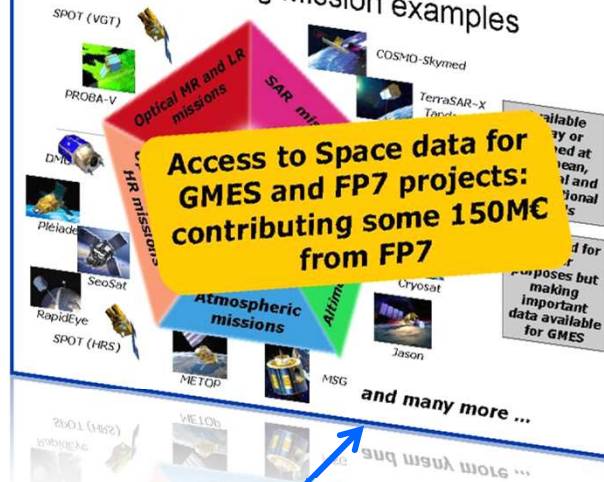 Mission examples
SPOT (VGT)
PROBA-V
Optical MR and LR
missions
SAR
COSMO-Skymed
TerraSAR-X
HR missions
Access to Space data for
GMES and FP7 projects:
contributing some 150M€
from FP7
SeoSat
RapidEye
SPOT (HRS)
Atmospheric
missions
METOP
MSG
Cryosat
Jason
and many more ...
purposes but
making
important
data available
for GMES